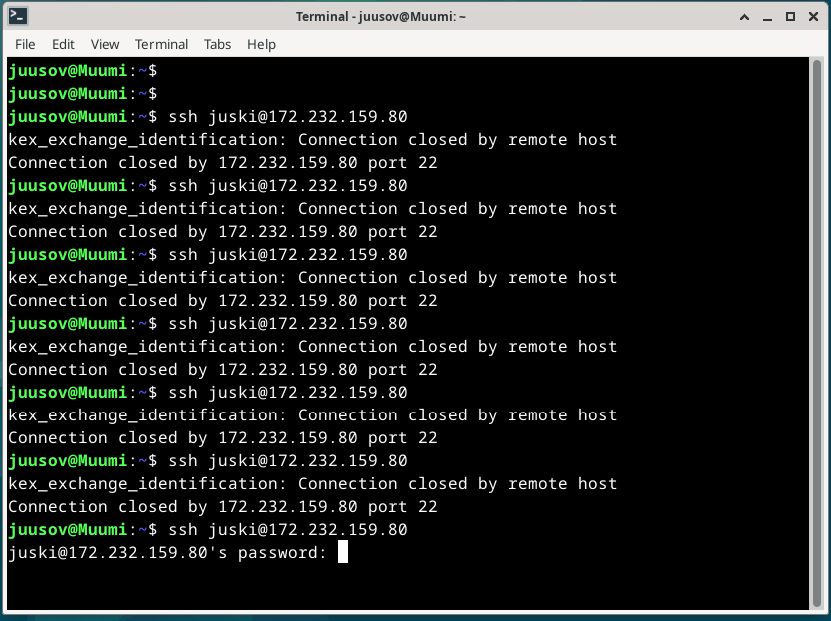 Terminal - juusov@Muumi: ~
File Edit View Terminal Tabs Help
juusov@Muumi:~$
juusov@Muumi:~$
juusov@Muumi:~$ ssh juski@172.232.159.80
kex_exchange_identification: Connection closed by remote host
Connection closed by 172.232.159.80 port 22
juusov@Muumi:~$ ssh juski@172.232.159.80
kex_exchange_identification: Connection closed by remote host
Connection closed by 172.232.159.80 port 22
juusov@Muumi:~$ ssh juski@172.232.159.80
kex_exchange_identification: Connection closed by remote host
Connection closed by 172.232.159.80 port 22
juusov@Muumi:~$ ssh juski@172.232.159.80
kex_exchange_identification: Connection closed by remote host
Connection closed by 172.232.159.80 port 22
juusov@Muumi:~$ ssh juski@172.232.159.80
kex_exchange_identification: Connection closed by remote host
Connection closed by 172.232.159.80 port 22
juusov@Muumi:~$ ssh juski@172.232.159.80
kex_exchange_identification: Connection closed by remote host
Connection closed by 172.232.159.80 port 22
juusov@Muumi:~$ ssh juski@172.232.159.80
juski@172.232.159.80's password: